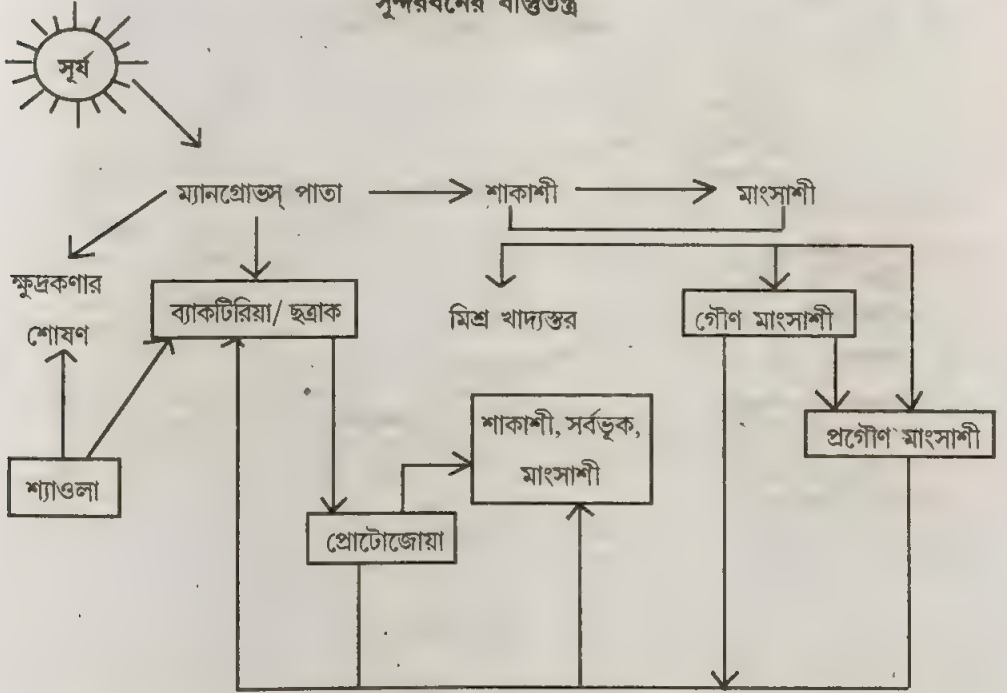 সুন্দরবনের বাস্তুতন্ত্র
সূর্য
ম্যানগ্রোভস্ পাতা
শাকাশী
মাংসাশী
ক্ষুদ্রকণার
শোষণ
ব্যাকটিরিয়া/ ছত্রাক
মিশ্র খাদ্যস্তর
গৌণ মাংসাশী
শাকাশী, সর্বভূক,
মাংসাশী
প্রগৌণ মাংসাশী
শ্যাওলা
প্রোটোজোয়া